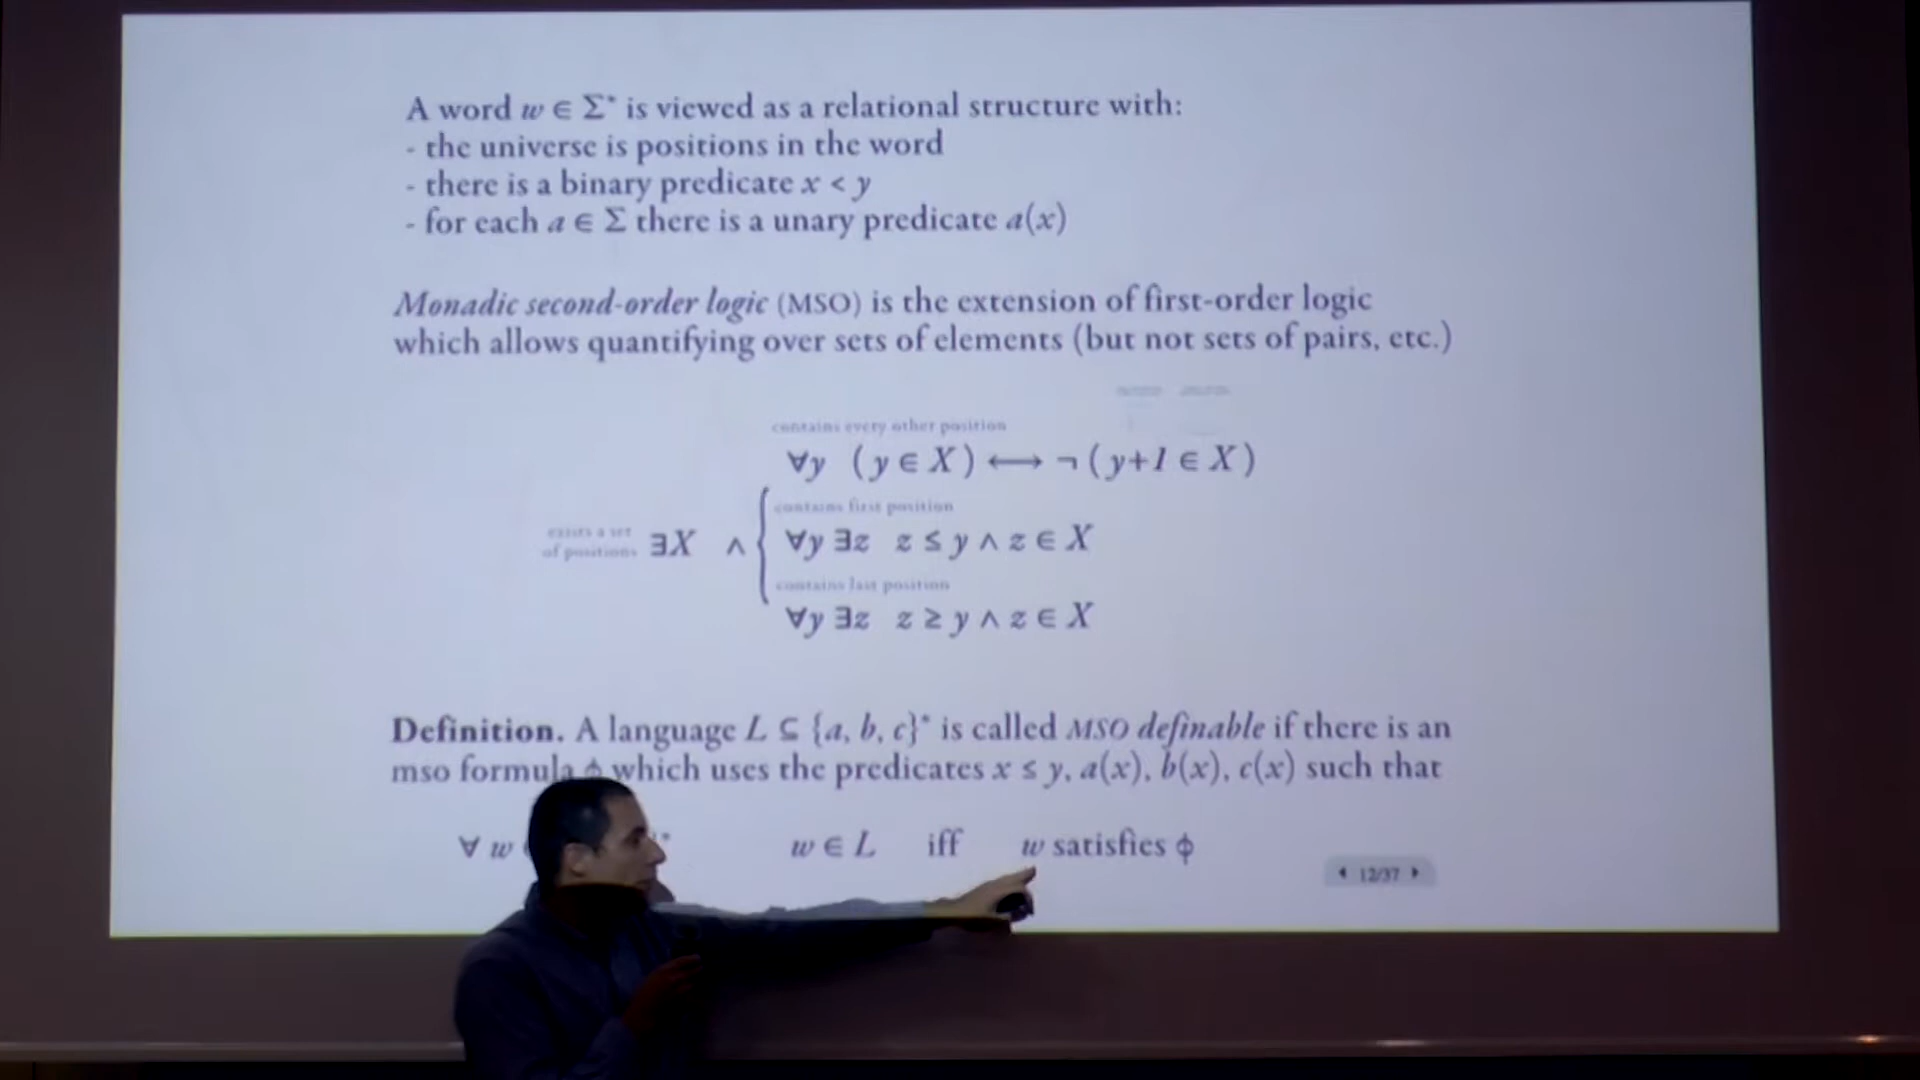 A word w ∈ Σ* is viewed as a relational structure with:
- the universe is positions in the word
- there is a binary predicate x < y
- for each a ∈ Σ there is a unary predicate a(x)
Monadic second-order logic (MSO) is the extension of first-order logic
which allows quantifying over sets of elements (but not sets of pairs, etc.)
contains every other position
∀y (y ∈ X) ⟷ ¬ (y+1 ∈ X)
contains first position
exists a set
of positions ∃X ∧ { ∀y ∃z z ≤ y ∧ z ∈ X
contains last position
∀y ∃z z ≥ y ∧ z ∈ X
Definition. A language L ⊆ {a, b, c}* is called MSO definable if there is an
mso formula ϕ which uses the predicates x ≤ y, a(x), b(x), c(x) such that
∀ w * w ∈ L iff w satisfies ϕ
12/37